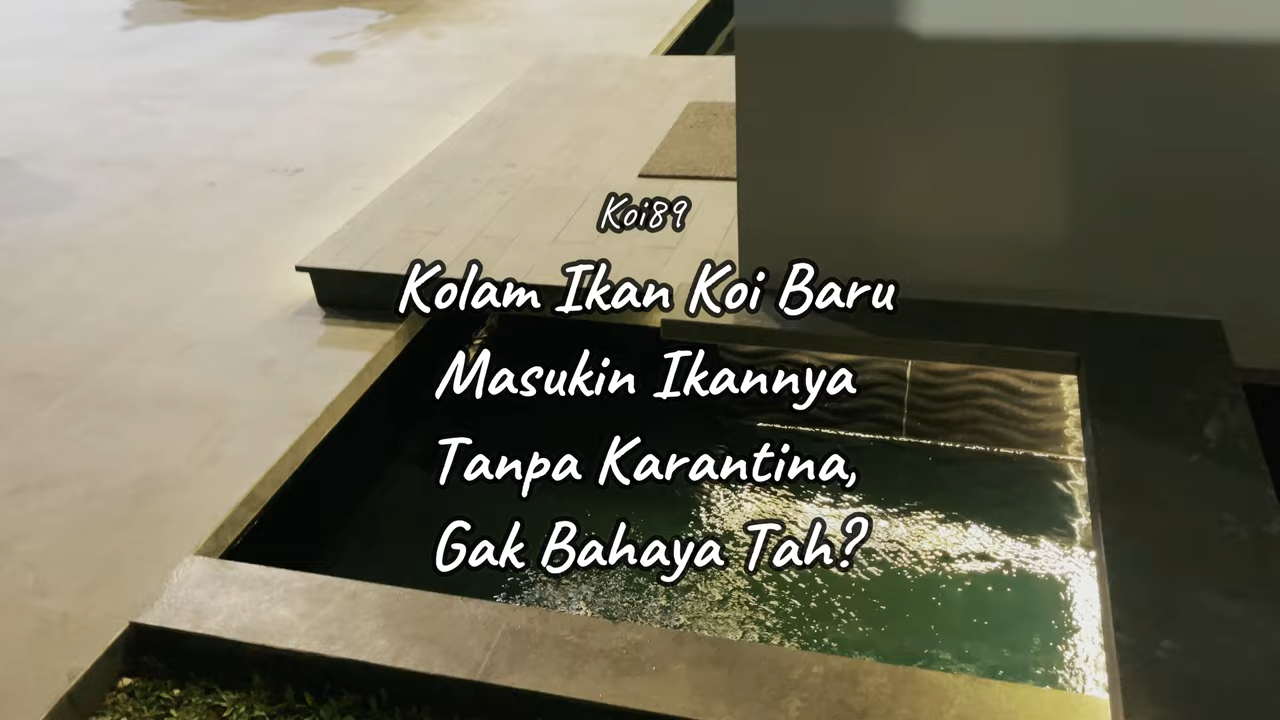 Koi89
Kolam Ikan Koi Baru
Masukin Ikannya
Tanpa Karantina,
Gak Bahaya Tah?